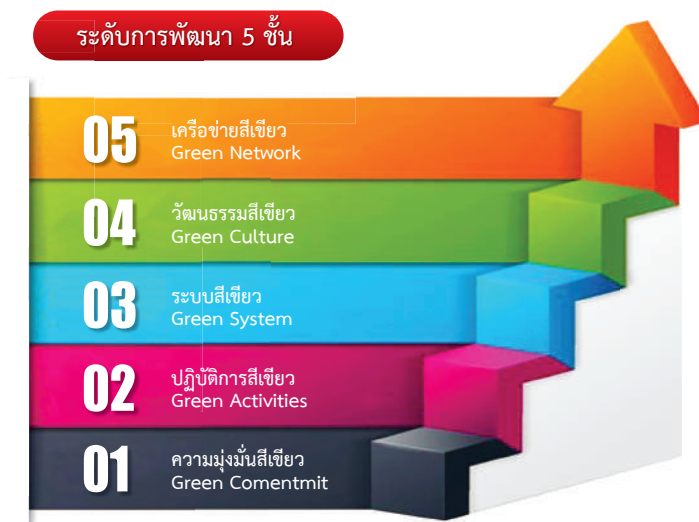 ระดับการพัฒนา 5 ชั้น
05
เครือข่ายสีเขียว
Green Network
04
วัฒนธรรมสีเขียว
Green Culture
03
ระบบสีเขียว
Green System
02
ปฏิบัติการสีเขียว
Green Activities
01
ความมุ่งมั่นสีเขียว
Green Comentmit